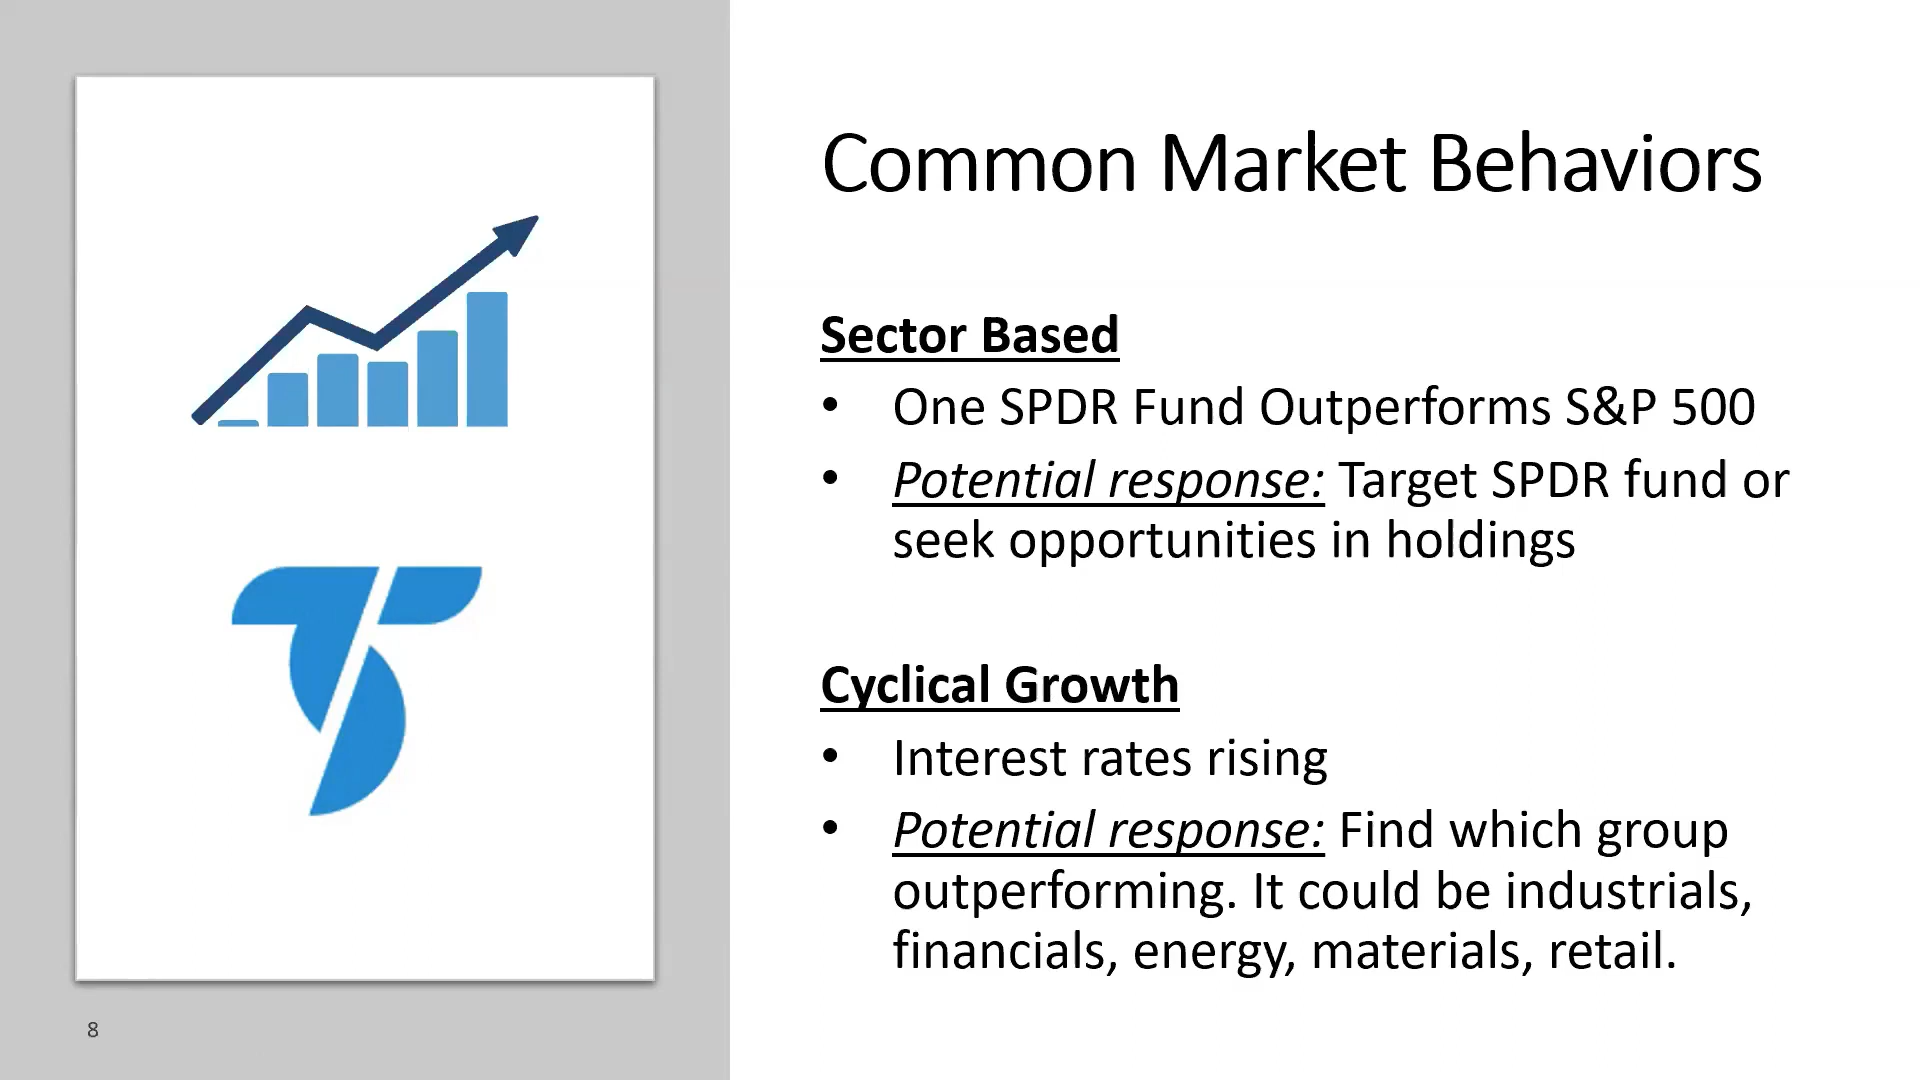 Common Market Behaviors
Sector Based
• One SPDR Fund Outperforms S&P 500
• Potential response: Target SPDR fund or
seek opportunities in holdings
Cyclical Growth
• Interest rates rising
• Potential response: Find which group
outperforming. It could be industrials,
financials, energy, materials, retail.
8